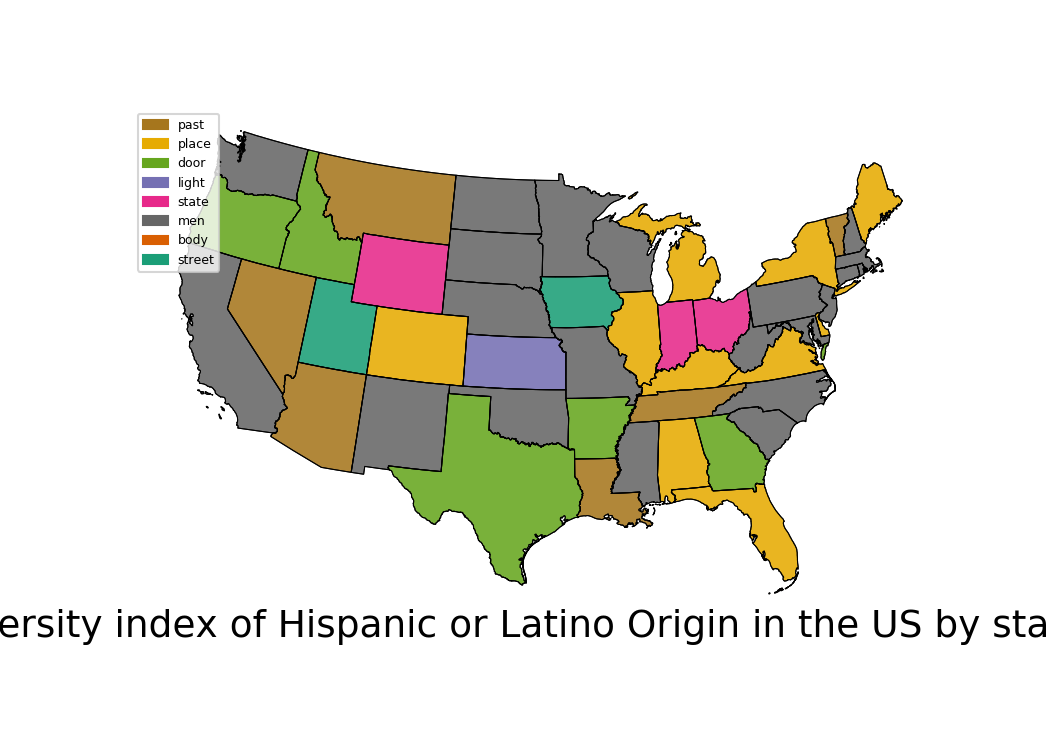 past
place
door
light
state
men
body
street
ersity index of Hispanic or Latino Origin in the US by sta